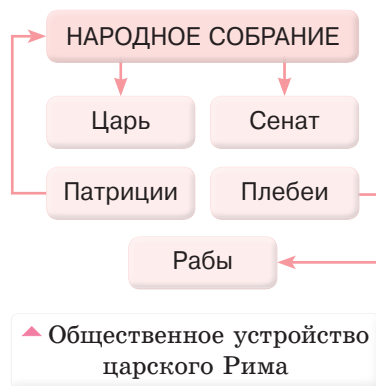 НАРОДНОЕ СОБРАНИЕ
Царь
Сенат
Патриции
Плебеи
Рабы
Общественное устройство
царского Рима